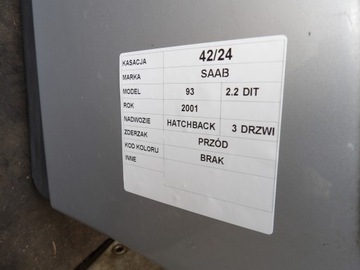 KASACJA 42/24
MARKA SAAB
MODEL 93 2.2 DIT
ROK 2001
NADWOZIE HATCHBACK 3 DRZWI
ZDERZAK PRZÓD
KOD KOLORU BRAK
INNE